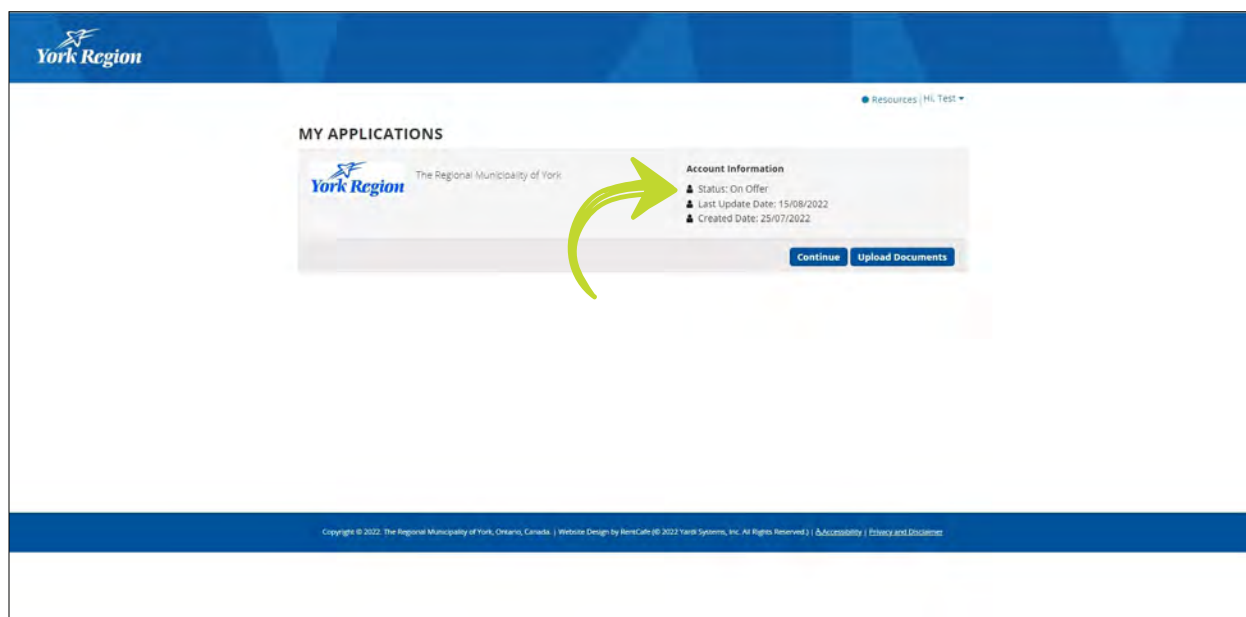 York Region
Resources | Hi, Test
MY APPLICATIONS
York Region
The Regional Municipality of York
Account Information
Status: On Offer
Last Update Date: 15/08/2022
Created Date: 25/07/2022
Continue
Upload Documents
Copyright © 2022. The Regional Municipality of York, Ontario, Canada. | Website Design by RentCafe (© 2022 Yardi Systems, Inc. All Rights Reserved.) | Accessibility | Privacy and Disclaimer